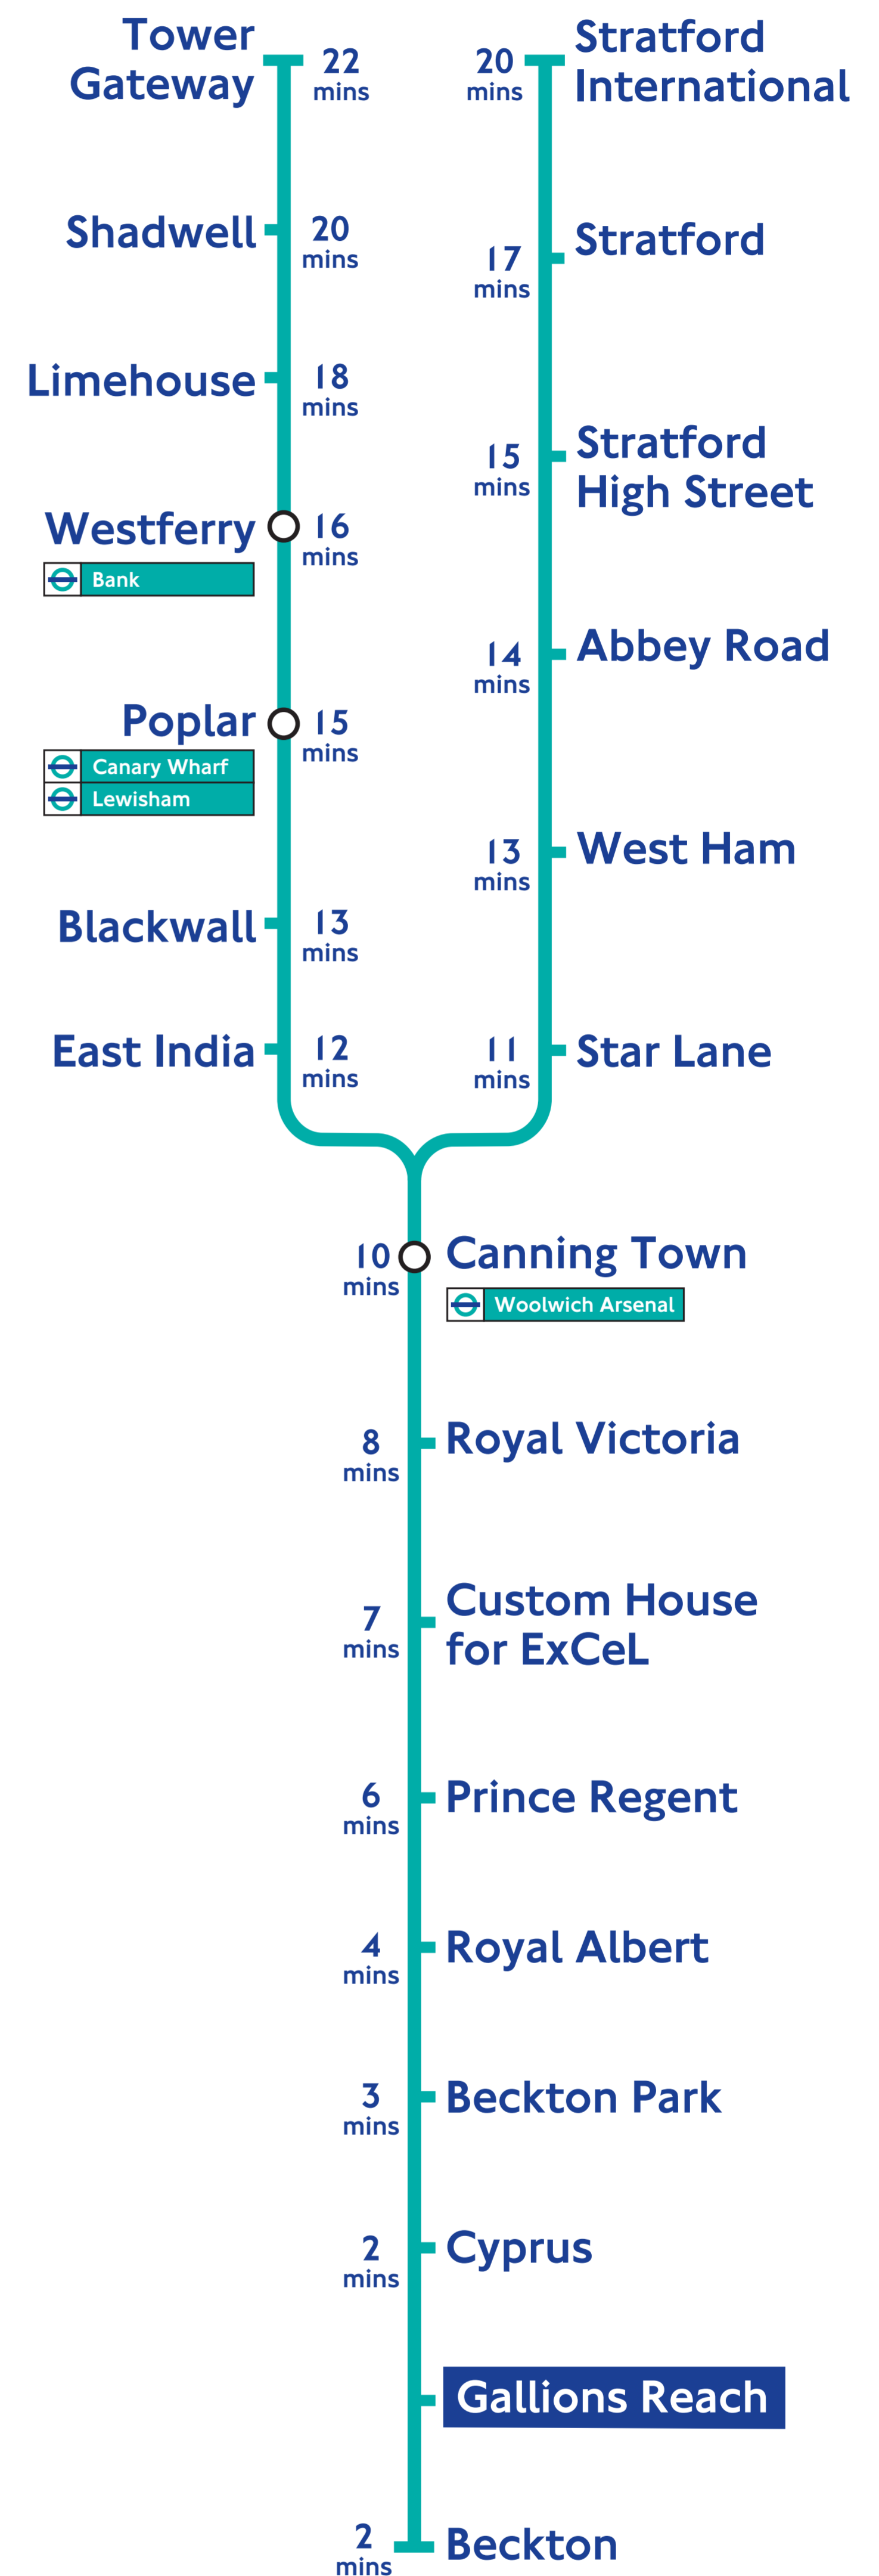 Tower
Gateway
22
mins
Shadwell
20
mins
Limehouse
18
mins
Westferry
16
mins
Bank
Poplar
15
mins
Canary Wharf
Lewisham
Blackwall
13
mins
East India
12
mins
20
mins
Stratford
International
17
mins
Stratford
15
mins
Stratford
High Street
14
mins
Abbey Road
13
mins
West Ham
11
mins
Star Lane
10
mins
Canning Town
Woolwich Arsenal
8
mins
Royal Victoria
7
mins
Custom House
for ExCeL
6
mins
Prince Regent
4
mins
Royal Albert
3
mins
Beckton Park
2
mins
Cyprus
Gallions Reach
2
mins
Beckton